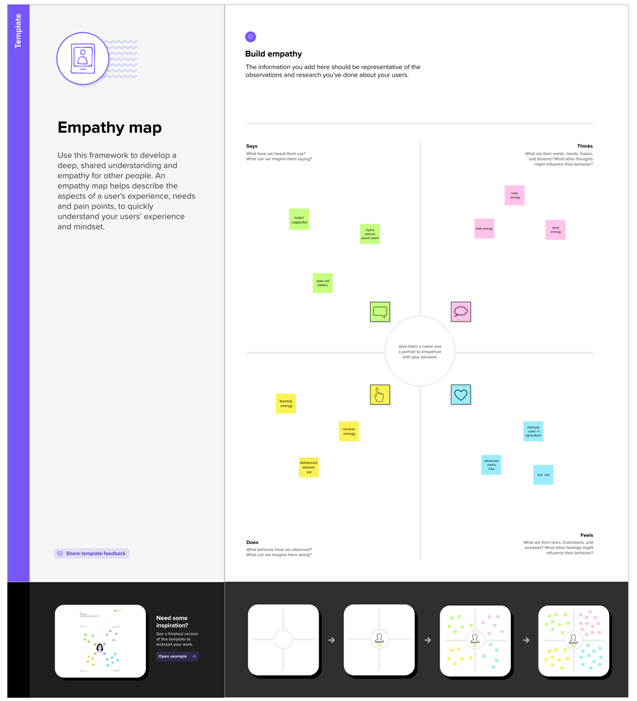 Template
Empathy map
Use this framework to develop a
deep, shared understanding and
empathy for other people. An
empathy map helps describe the
aspects of a user's experience, needs
and pain points, to quickly
understand your users' experience
and mindset.
Share template feedback
Build empathy
The information you add here should be representative of the
observations and research you've done about your users.
Says
What have we heard them say?
What can we imagine them saying?
Thinks
What are their wants, needs, hopes,
and dreams? What other thoughts
might influence their behavior?
super
capacitor
hydro
electric
power plant
battery
solar
energy
tidal energy
wind
energy
Give them a name and
a portrait to empathize
with your persona.
thermal
energy
nuclear
energy
Advanced
electric
car
used in
agriculture
advanced
bike
fuel cell
Does
What behavior have we observed?
What can we imagine them doing?
Feels
What are their fears, frustrations, and
anxieties? What other feelings might
influence their behavior?
Need some
inspiration?
See a finished version
of this template to
kickstart your work.
Open example